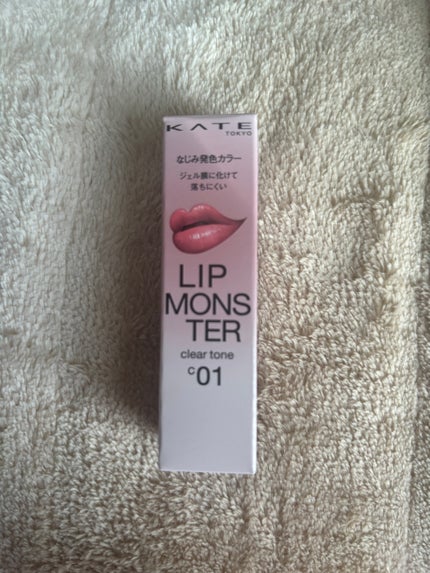 KATE
TOKYO
なじみ発色カラー
ジェル膜に化けて
落ちにくい
LIP
MONS
TER
clear tone
c01